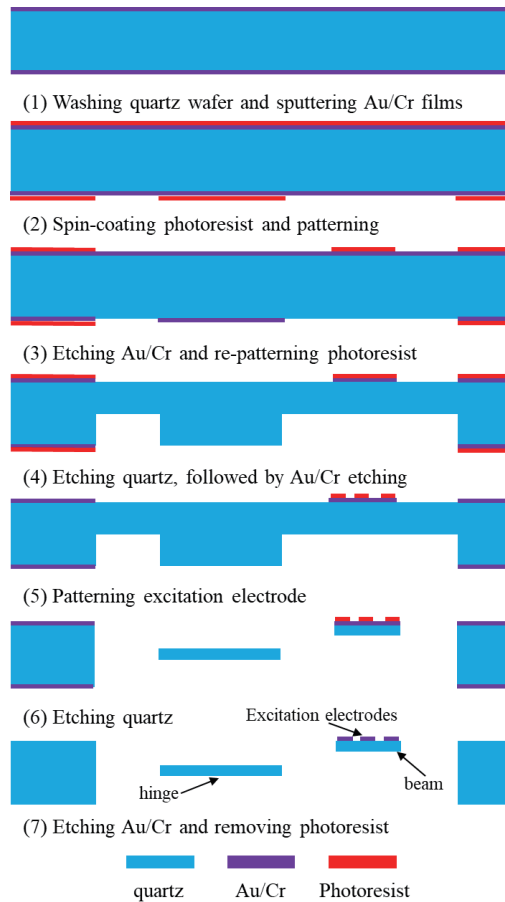 (1) Washing quartz wafer and sputtering Au/Cr films
(2) Spin-coating photoresist and patterning
(3) Etching Au/Cr and re-patterning photoresist
(4) Etching quartz, followed by Au/Cr etching
(5) Patterning excitation electrode
(6) Etching quartz
Excitation electrodes
beam
hinge
(7) Etching Au/Cr and removing photoresist
quartz
Au/Cr
Photoresist